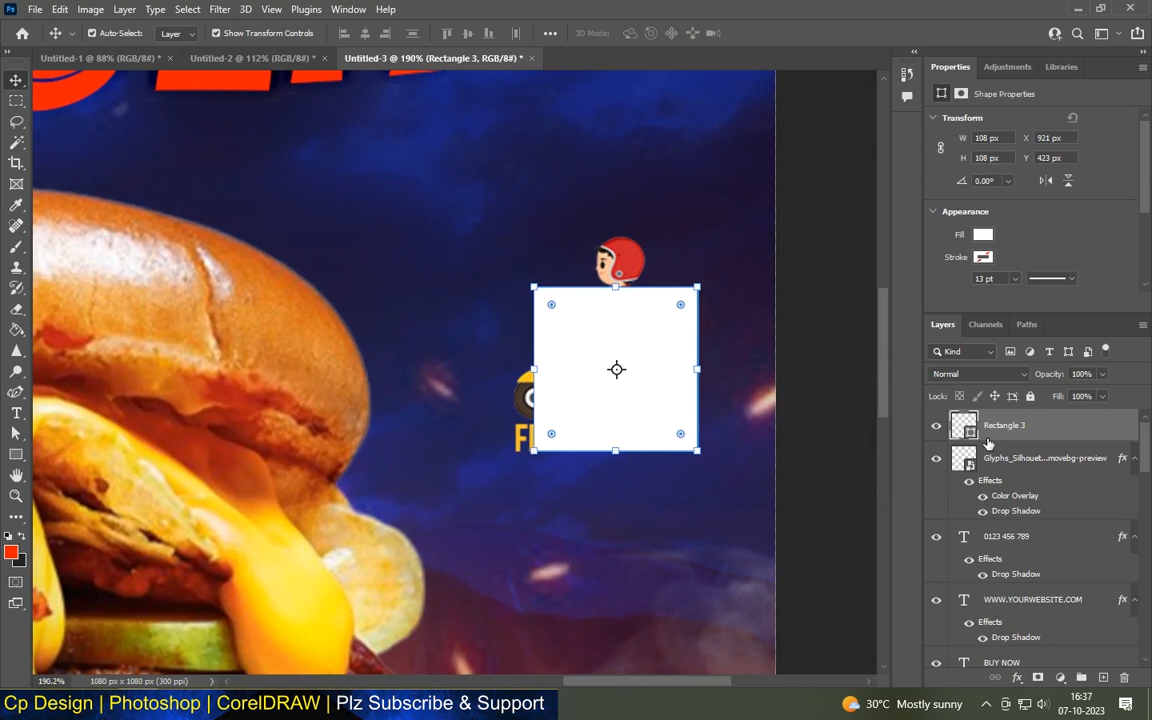 Ps File Edit Image Layer Type Select Filter 3D View Plugins Window Help
Auto-Select: Layer Show Transform Controls 3D Mode:
Untitled-1 @ 88% (RGB/8#) * × Untitled-2 @ 112% (RGB/8#) * × Untitled-3 @ 190% (Rectangle 3, RGB/8#) * ×
Properties Adjustments Libraries
Shape Properties
Transform
W 108 px X 921 px
H 108 px Y 423 px
0.00°
Appearance
Fill
Stroke
13 pt
Layers Channels Paths
Kind
Normal Opacity: 100%
Lock: Fill: 100%
Rectangle 3
Glyphs_Silhouet...movebg-preview fx
Effects
Color Overlay
Drop Shadow
0123 456 789 fx
Effects
Drop Shadow
WWW.YOURWEBSITE.COM fx
Effects
Drop Shadow
BUY NOW
190.2% 1080 px x 1080 px (300 ppi)
Cp Design | Photoshop | CorelDRAW | Plz Subscribe & Support
30°C Mostly sunny
16:37
07-10-2023